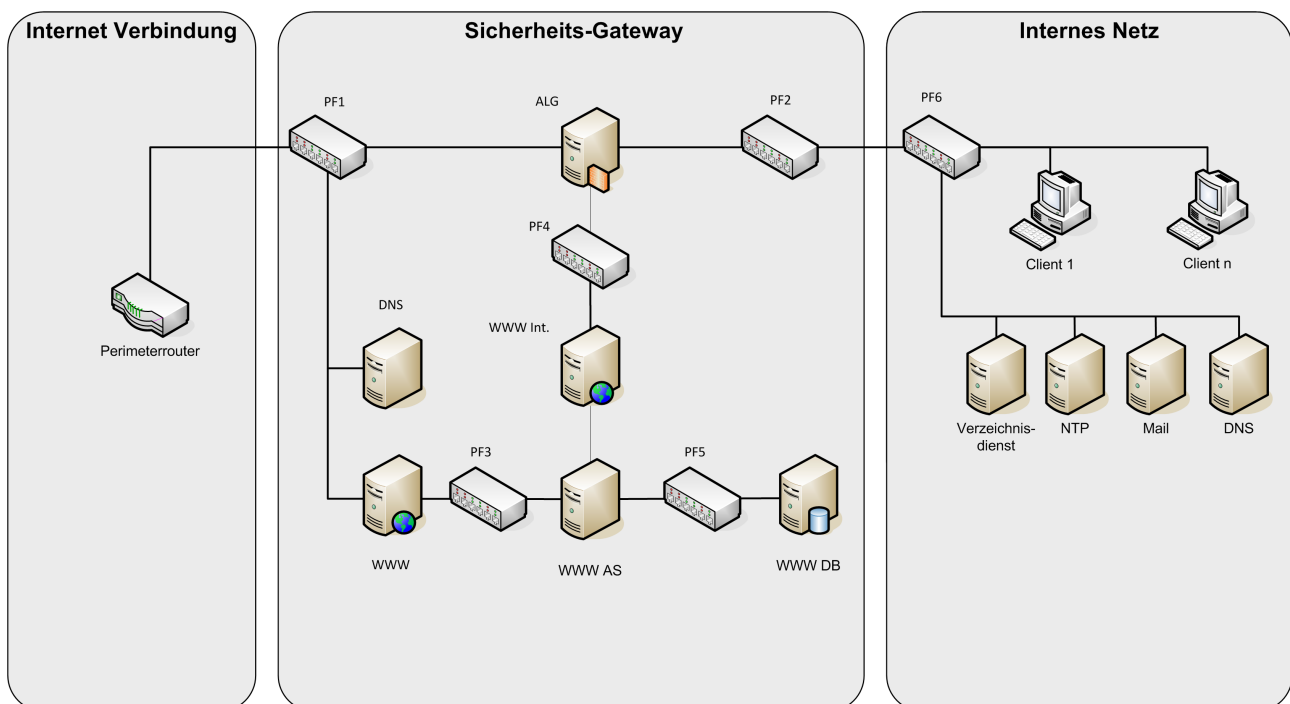 Internet Verbindung
Sicherheits-Gateway
Internes Netz
PF1
ALG
PF2
PF6
PF4
Client 1
Client n
DNS
WWW Int.
Perimeterrouter
Verzeichnis-
dienst
NTP
Mail
DNS
PF3
PF5
WWW
WWW AS
WWW DB